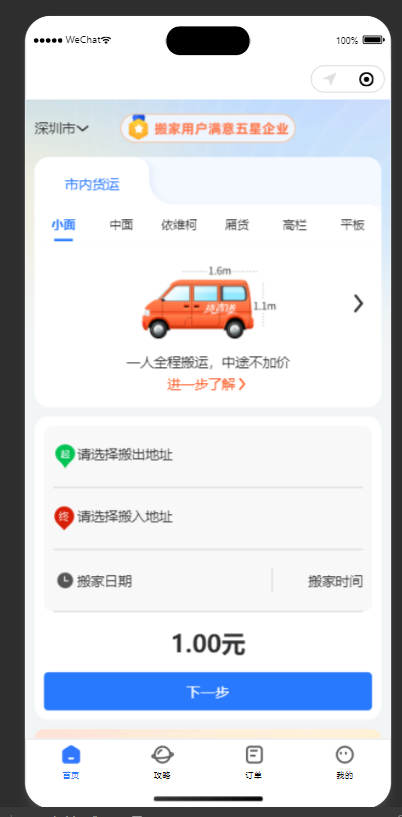 WeChat 100%
深圳市 搬家用户满意五星企业
市内货运
小面 中面 依维柯 厢货 高栏 平板
1.6m
1.1m
一人全程搬运，中途不加价
进一步了解
起 请选择搬出地址
终 请选择搬入地址
搬家日期 搬家时间
1.00元
下一步
首页 攻略 订单 我的